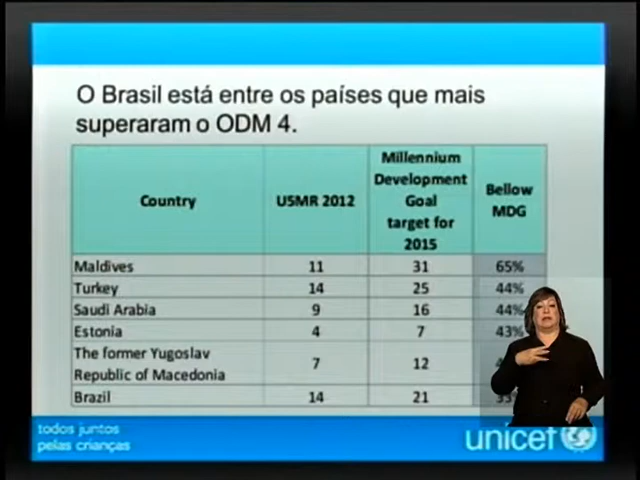 O Brasil está entre os países que mais
superaram o ODM 4.
Country U5MR 2012 Millennium Development Goal target for 2015 Bellow MDG
Maldives 11 31 65%
Turkey 14 25 44%
Saudi Arabia 9 16 44%
Estonia 4 7 43%
The former Yugoslav
Republic of Macedonia 7 12
Brazil 14 21
todos juntos
pelas crianças
unicef